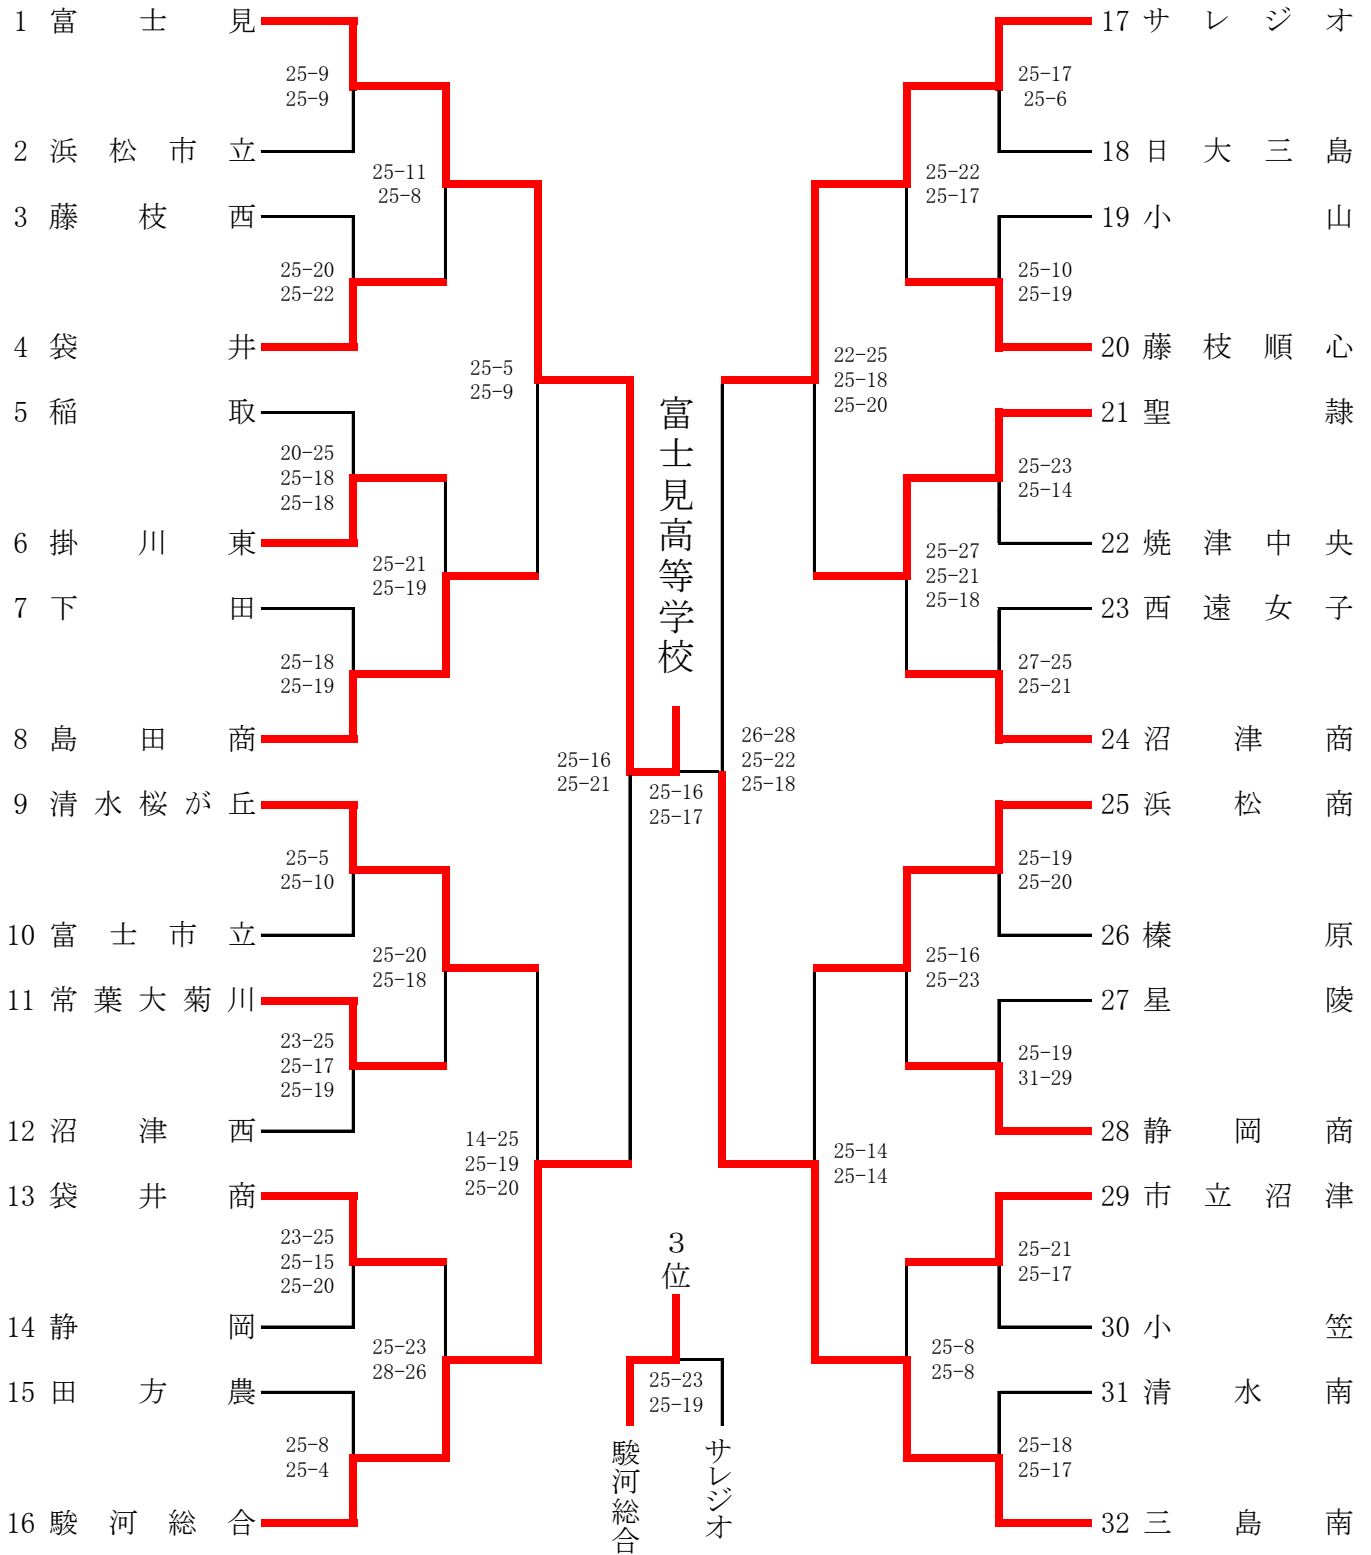 1 富士見
25-9
25-9
2 浜松市立
25-11
25-8
3 藤枝西
25-20
25-22
4 袋井
25-5
25-9
5 稲取
20-25
25-18
25-18
6 掛川東
25-21
25-19
7 下田
25-18
25-19
8 島田商
25-16
25-21
9 清水桜が丘
25-5
25-10
10 富士市立
25-20
25-18
11 常葉大菊川
23-25
25-17
25-19
12 沼津西
14-25
25-19
25-20
13 袋井商
23-25
25-15
25-20
14 静岡
25-23
28-26
15 田方農
25-8
25-4
16 駿河総合
富士見高等学校
25-16
25-17
3位
25-23
25-19
駿河総合
サレジオ
17 サレジオ
25-17
25-6
18 日大三島
25-22
25-17
19 小山
25-10
25-19
20 藤枝順心
22-25
25-18
25-20
21 聖隷
25-23
25-14
22 焼津中央
25-27
25-21
25-18
23 西遠女子
27-25
25-21
24 沼津商
26-28
25-22
25-18
25 浜松商
25-19
25-20
26 榛原
25-16
25-23
27 星陵
25-19
31-29
28 静岡商
25-14
25-14
29 市立沼津
25-21
25-17
30 小笠
25-8
25-8
31 清水南
25-18
25-17
32 三島南